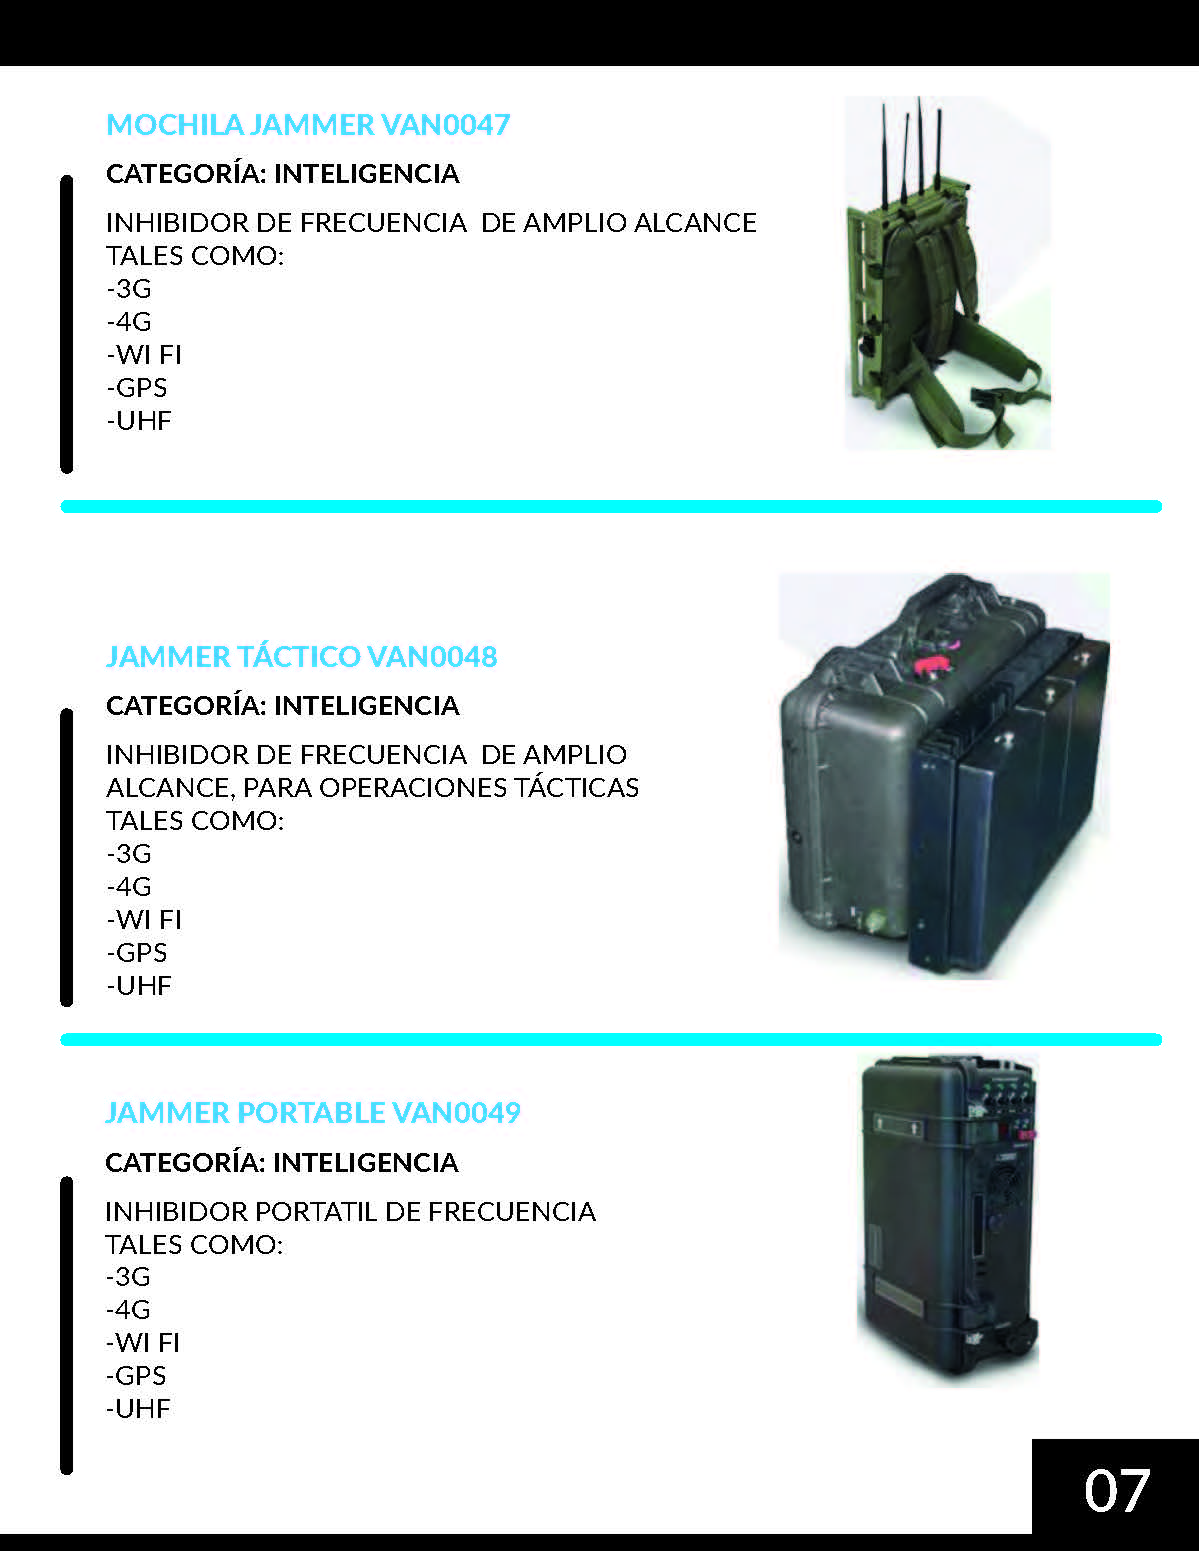 MOCHILA JAMMER VAN0047
CATEGORÍA: INTELIGENCIA
INHIBIDOR DE FRECUENCIA  DE AMPLIO ALCANCE
TALES COMO:
-3G
-4G
-WI FI
-GPS
-UHF
JAMMER TÁCTICO VAN0048
CATEGORÍA: INTELIGENCIA
INHIBIDOR DE FRECUENCIA  DE AMPLIO
ALCANCE, PARA OPERACIONES TÁCTICAS
TALES COMO:
-3G
-4G
-WI FI
-GPS
-UHF
JAMMER PORTABLE VAN0049
CATEGORÍA: INTELIGENCIA
INHIBIDOR PORTATIL DE FRECUENCIA
TALES COMO:
-3G
-4G
-WI FI
-GPS
-UHF
07